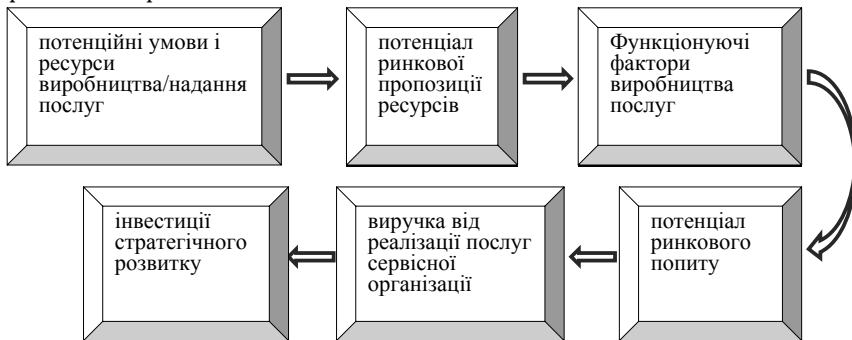 потенційні умови і
ресурси
виробництва/надання
послуг
потенціал
ринкової
пропозиції
ресурсів
Функціонуючі
фактори
виробництва
послуг
потенціал
ринкового
попиту
виручка від
реалізації послуг
сервісної
організації
інвестиції
стратегічного
розвитку